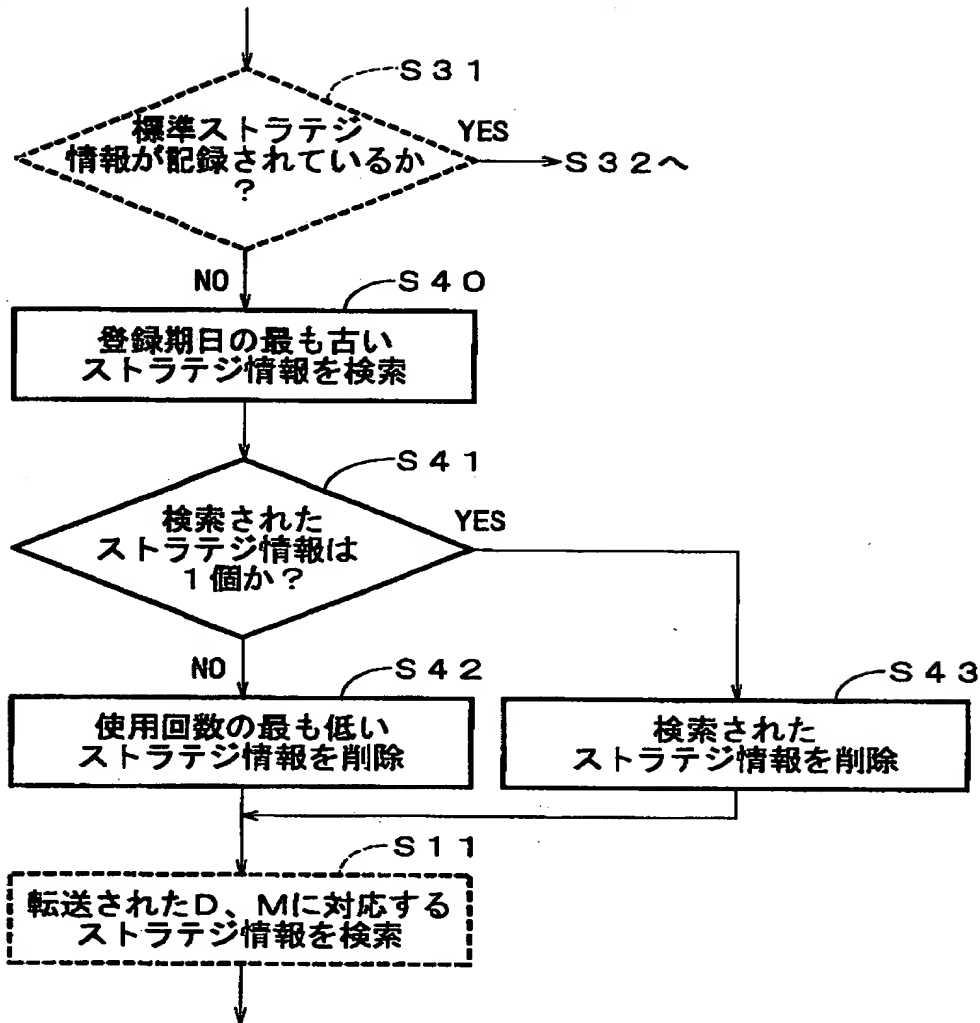 S31
標準ストラテジ
情報が記録されているか
?
YES
S32へ
NO
S40
登録期日の最も古い
ストラテジ情報を検索
S41
検索された
ストラテジ情報は
1個か?
YES
NO
S42
使用回数の最も低い
ストラテジ情報を削除
S43
検索された
ストラテジ情報を削除
S11
転送されたD、Mに対応する
ストラテジ情報を検索